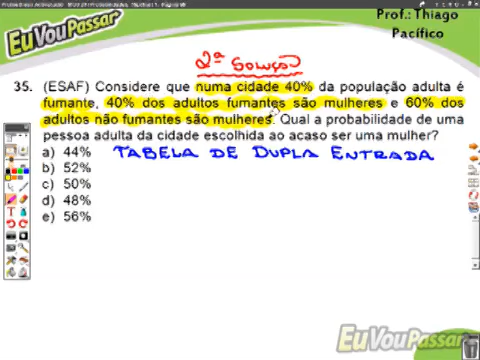 Prof.: Thiago
Pacífico
EuVouPassar
2ª SOLUÇÃO
35. (ESAF) Considere que numa cidade 40% da população adulta é
fumante, 40% dos adultos fumantes são mulheres e 60% dos
adultos não fumantes são mulheres. Qual a probabilidade de uma
pessoa adulta da cidade escolhida ao acaso ser uma mulher?
a) 44% TABELA DE DUPLA ENTRADA
b) 52%
c) 50%
d) 48%
e) 56%
EuVouPassar